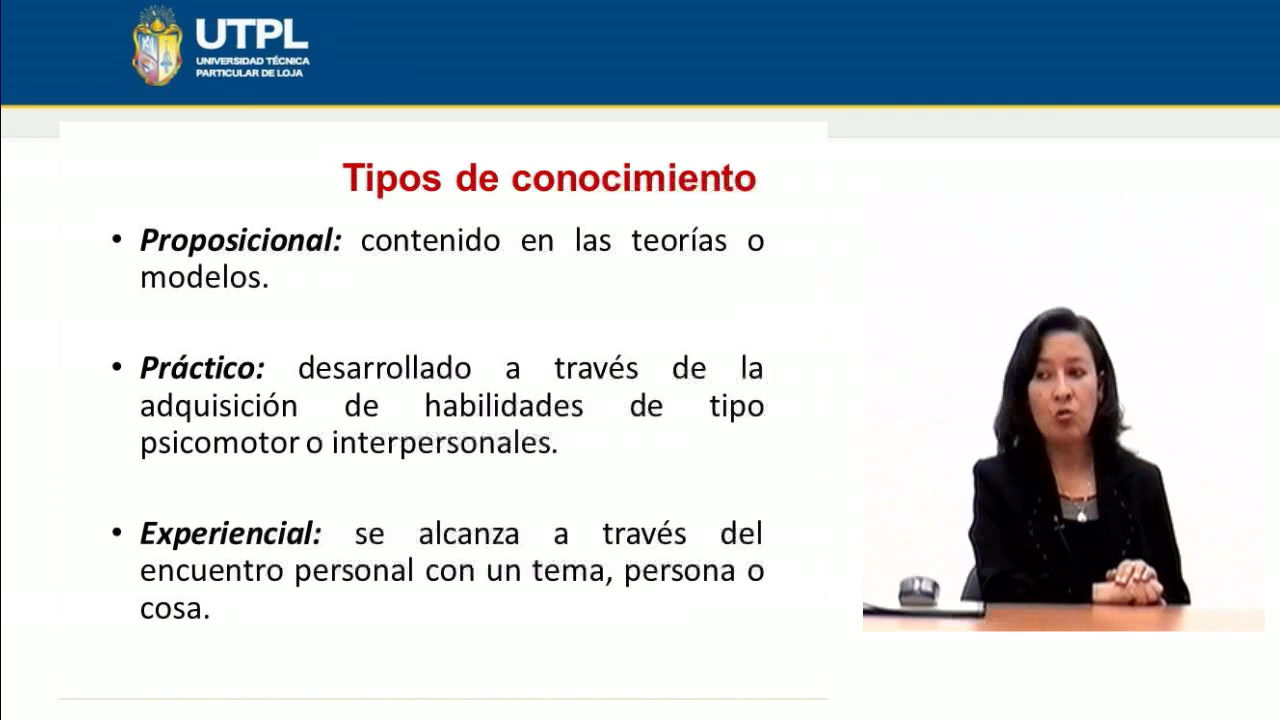 UTPL
UNIVERSIDAD TÉCNICA
PARTICULAR DE LOJA
Tipos de conocimiento
• Proposicional: contenido en las teorías o
modelos.
• Práctico: desarrollado a través de la
adquisición de habilidades de tipo
psicomotor o interpersonales.
• Experiencial: se alcanza a través del
encuentro personal con un tema, persona o
cosa.